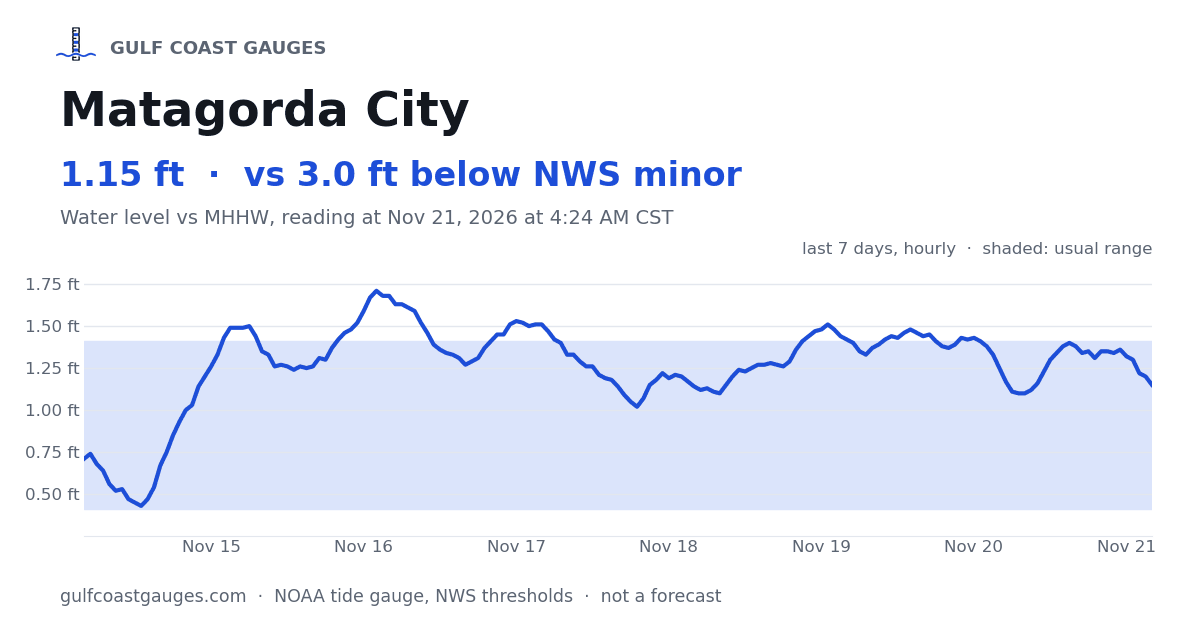 GULF COAST GAUGES
Matagorda City
1.15 ft · vs 3.0 ft below NWS minor
Water level vs MHHW, reading at Nov 21, 2026 at 4:24 AM CST
last 7 days, hourly · shaded: usual range
1.75 ft
1.50 ft
1.25 ft
1.00 ft
0.75 ft
0.50 ft
Nov 15 Nov 16 Nov 17 Nov 18 Nov 19 Nov 20 Nov 21
gulfcoastgauges.com · NOAA tide gauge, NWS thresholds · not a forecast